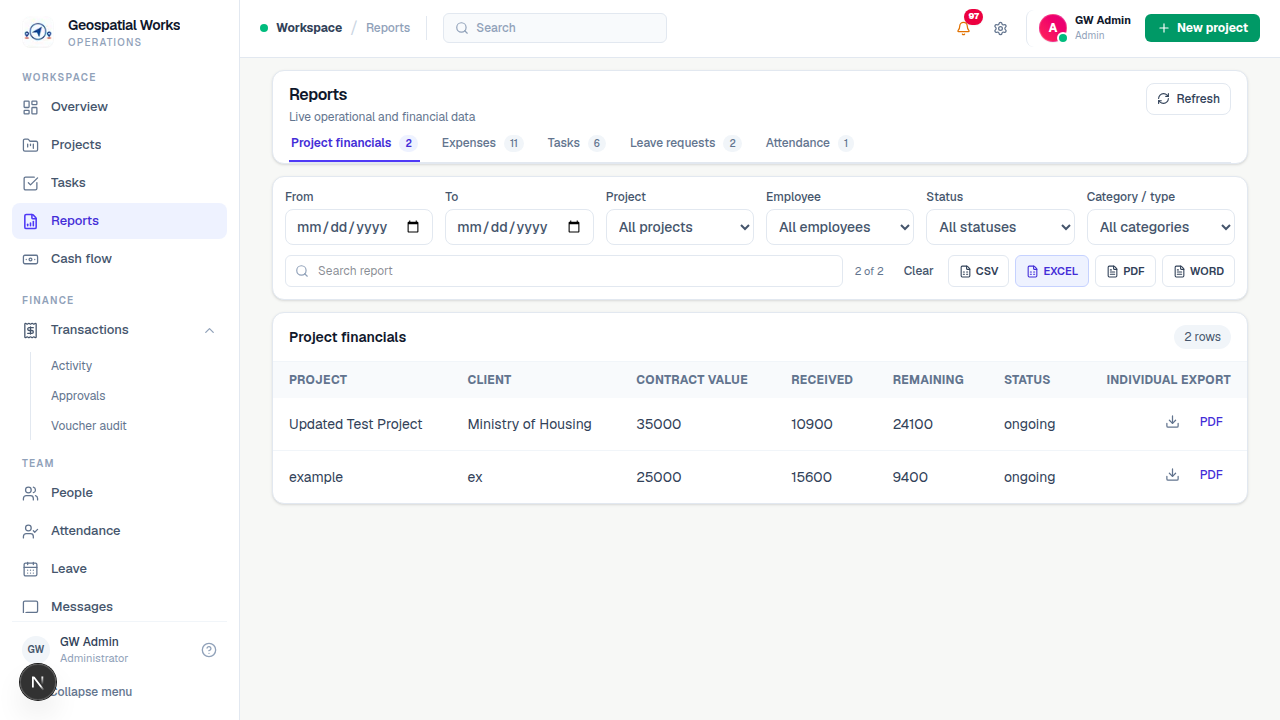 Geospatial Works
OPERATIONS
WORKSPACE
Overview
Projects
Tasks
Reports
Cash flow
FINANCE
Transactions
Activity
Approvals
Voucher audit
TEAM
People
Attendance
Leave
Messages
GW
GW Admin
Administrator
N
Collapse menu
Workspace / Reports
Search
97
A
GW Admin
Admin
New project
Reports
Live operational and financial data
Refresh
Project financials 2
Expenses 11
Tasks 6
Leave requests 2
Attendance 1
From To Project Employee Status Category / type
mm/dd/yyyy mm/dd/yyyy All projects All employees All statuses All categories
Search report 2 of 2 Clear CSV EXCEL PDF WORD
Project financials 2 rows
PROJECT CLIENT CONTRACT VALUE RECEIVED REMAINING STATUS INDIVIDUAL EXPORT
Updated Test Project Ministry of Housing 35000 10900 24100 ongoing PDF
example ex 25000 15600 9400 ongoing PDF